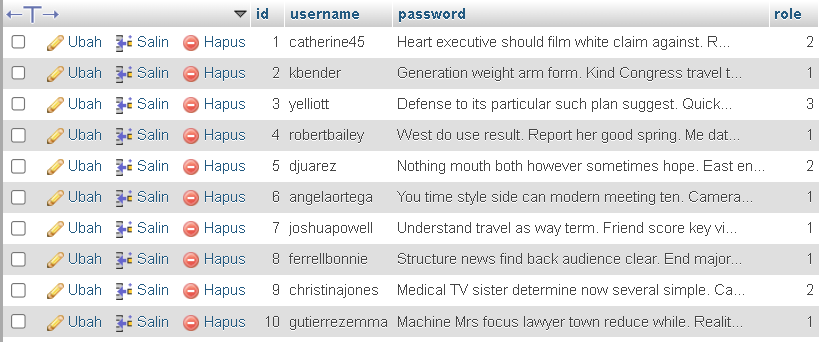 id username password role
Ubah Salin Hapus 1 catherine45 Heart executive should film white claim against. R... 2
Ubah Salin Hapus 2 kbender Generation weight arm form. Kind Congress travel t... 1
Ubah Salin Hapus 3 yelliott Defense to its particular such plan suggest. Quick... 3
Ubah Salin Hapus 4 robertbailey West do use result. Report her good spring. Me dat... 1
Ubah Salin Hapus 5 djuarez Nothing mouth both however sometimes hope. East en... 2
Ubah Salin Hapus 6 angelaortega You time style side can modern meeting ten. Camera... 1
Ubah Salin Hapus 7 joshuapowell Understand travel as way term. Friend score key vi... 1
Ubah Salin Hapus 8 ferrellbonnie Structure news find back audience clear. End major... 1
Ubah Salin Hapus 9 christinajones Medical TV sister determine now several simple. Ca... 2
Ubah Salin Hapus 10 gutierrezemma Machine Mrs focus lawyer town reduce while. Realit... 1